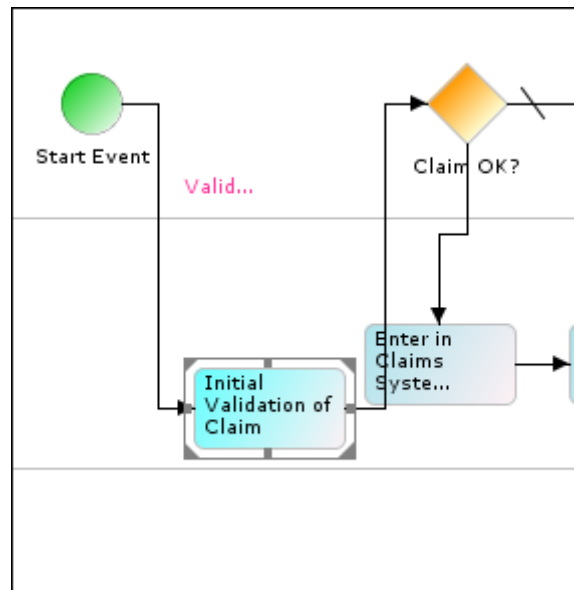 Start Event
Valid...
Claim OK?
Enter in
Claims
Syste...
Initial
Validation of
Claim